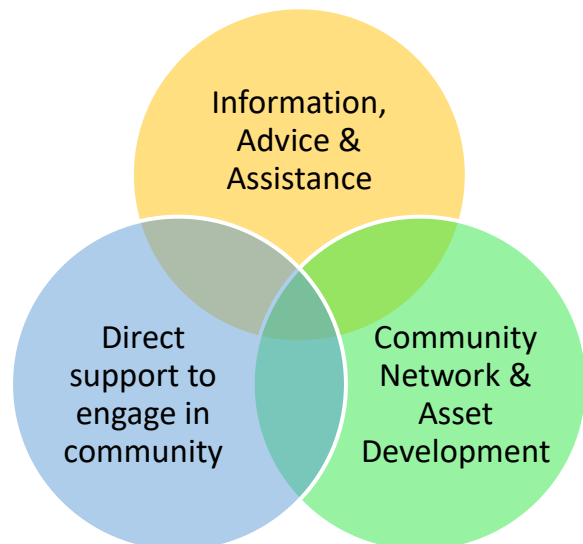 Information,
Advice &
Assistance
Direct
support to
engage in
community
Community
Network &
Asset
Development